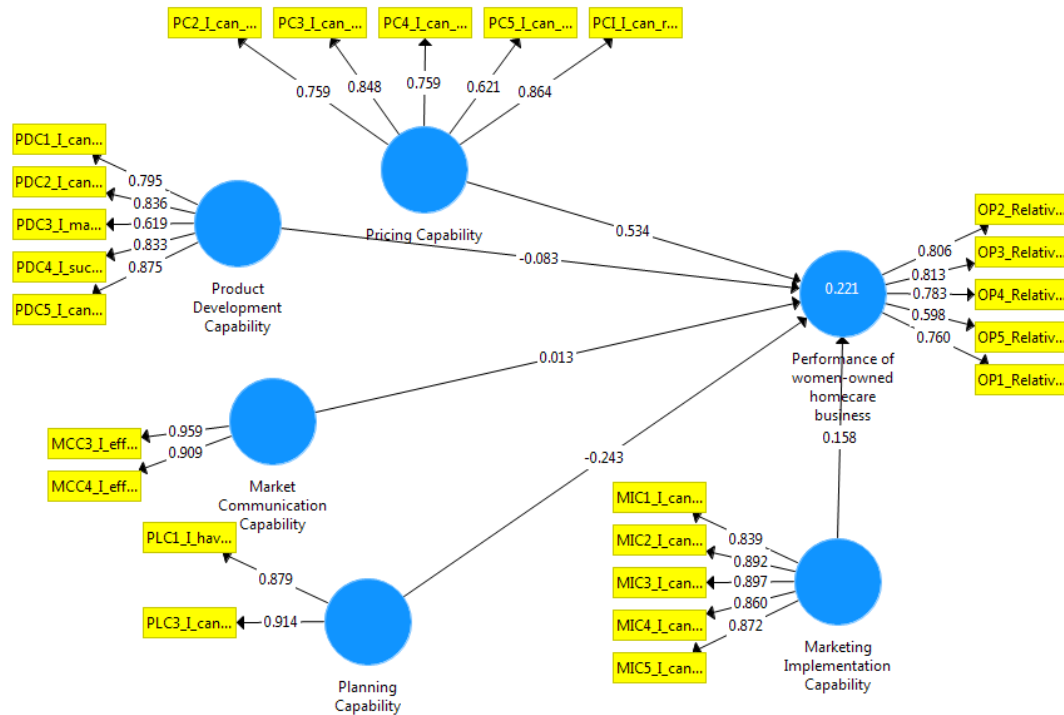 PC2_I_can_...
PC3_I_can_...
PC4_I_can_...
PC5_I_can_...
PCI_I_can_r...
0.759
0.848
0.759
0.621
0.864
Pricing Capability
PDC1_I_can...
PDC2_I_can...
PDC3_I_ma...
PDC4_I_suc...
PDC5_I_can...
0.795
0.836
0.619
0.833
0.875
Product
Development
Capability
0.534
-0.083
0.013
-0.243
0.158
0.221
Performance of
women-owned
homecare
business
0.806
0.813
0.783
0.598
0.760
OP2_Relativ...
OP3_Relativ...
OP4_Relativ...
OP5_Relativ...
OP1_Relativ...
MCC3_I_eff...
MCC4_I_eff...
0.959
0.909
Market
Communication
Capability
PLC1_I_hav...
PLC3_I_can...
0.879
0.914
Planning
Capability
MIC1_I_can...
MIC2_I_can...
MIC3_I_can...
MIC4_I_can...
MIC5_I_can...
0.839
0.892
0.897
0.860
0.872
Marketing
Implementation
Capability